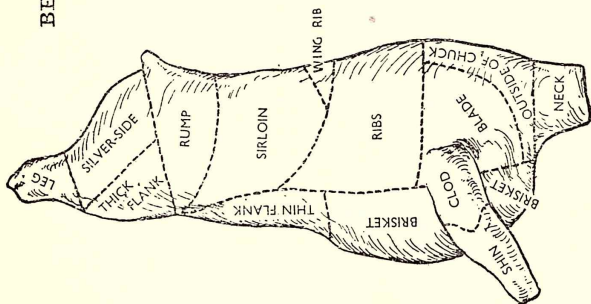 BE
LEG
SILVER-SIDE
THICK
FLANK
RUMP
WING RIB
SIRLOIN
THIN FLANK
RIBS
BRISKET
OUTSIDE OF CHUCK
BLADE
CLOD
BRISKET
NECK
SHIN